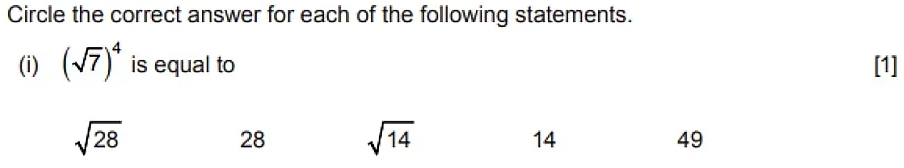 Circle the correct answer for each of the following statements.
(i) (√7)⁴ is equal to [1]
√28 28 √14 14 49